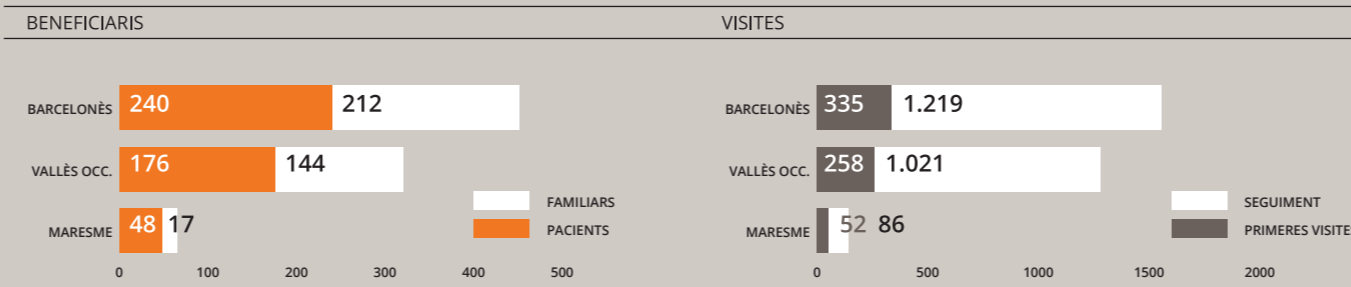 BENEFICIARIS
BARCELONÈS 240 212
VALLÈS OCC. 176 144
MARESME 48 17
FAMILIARS
PACIENTS
0 100 200 300 400 500
VISITES
BARCELONÈS 335 1.219
VALLÈS OCC. 258 1.021
MARESME 52 86
SEGUIMENT
PRIMERES VISITE
0 500 1000 1500 2000